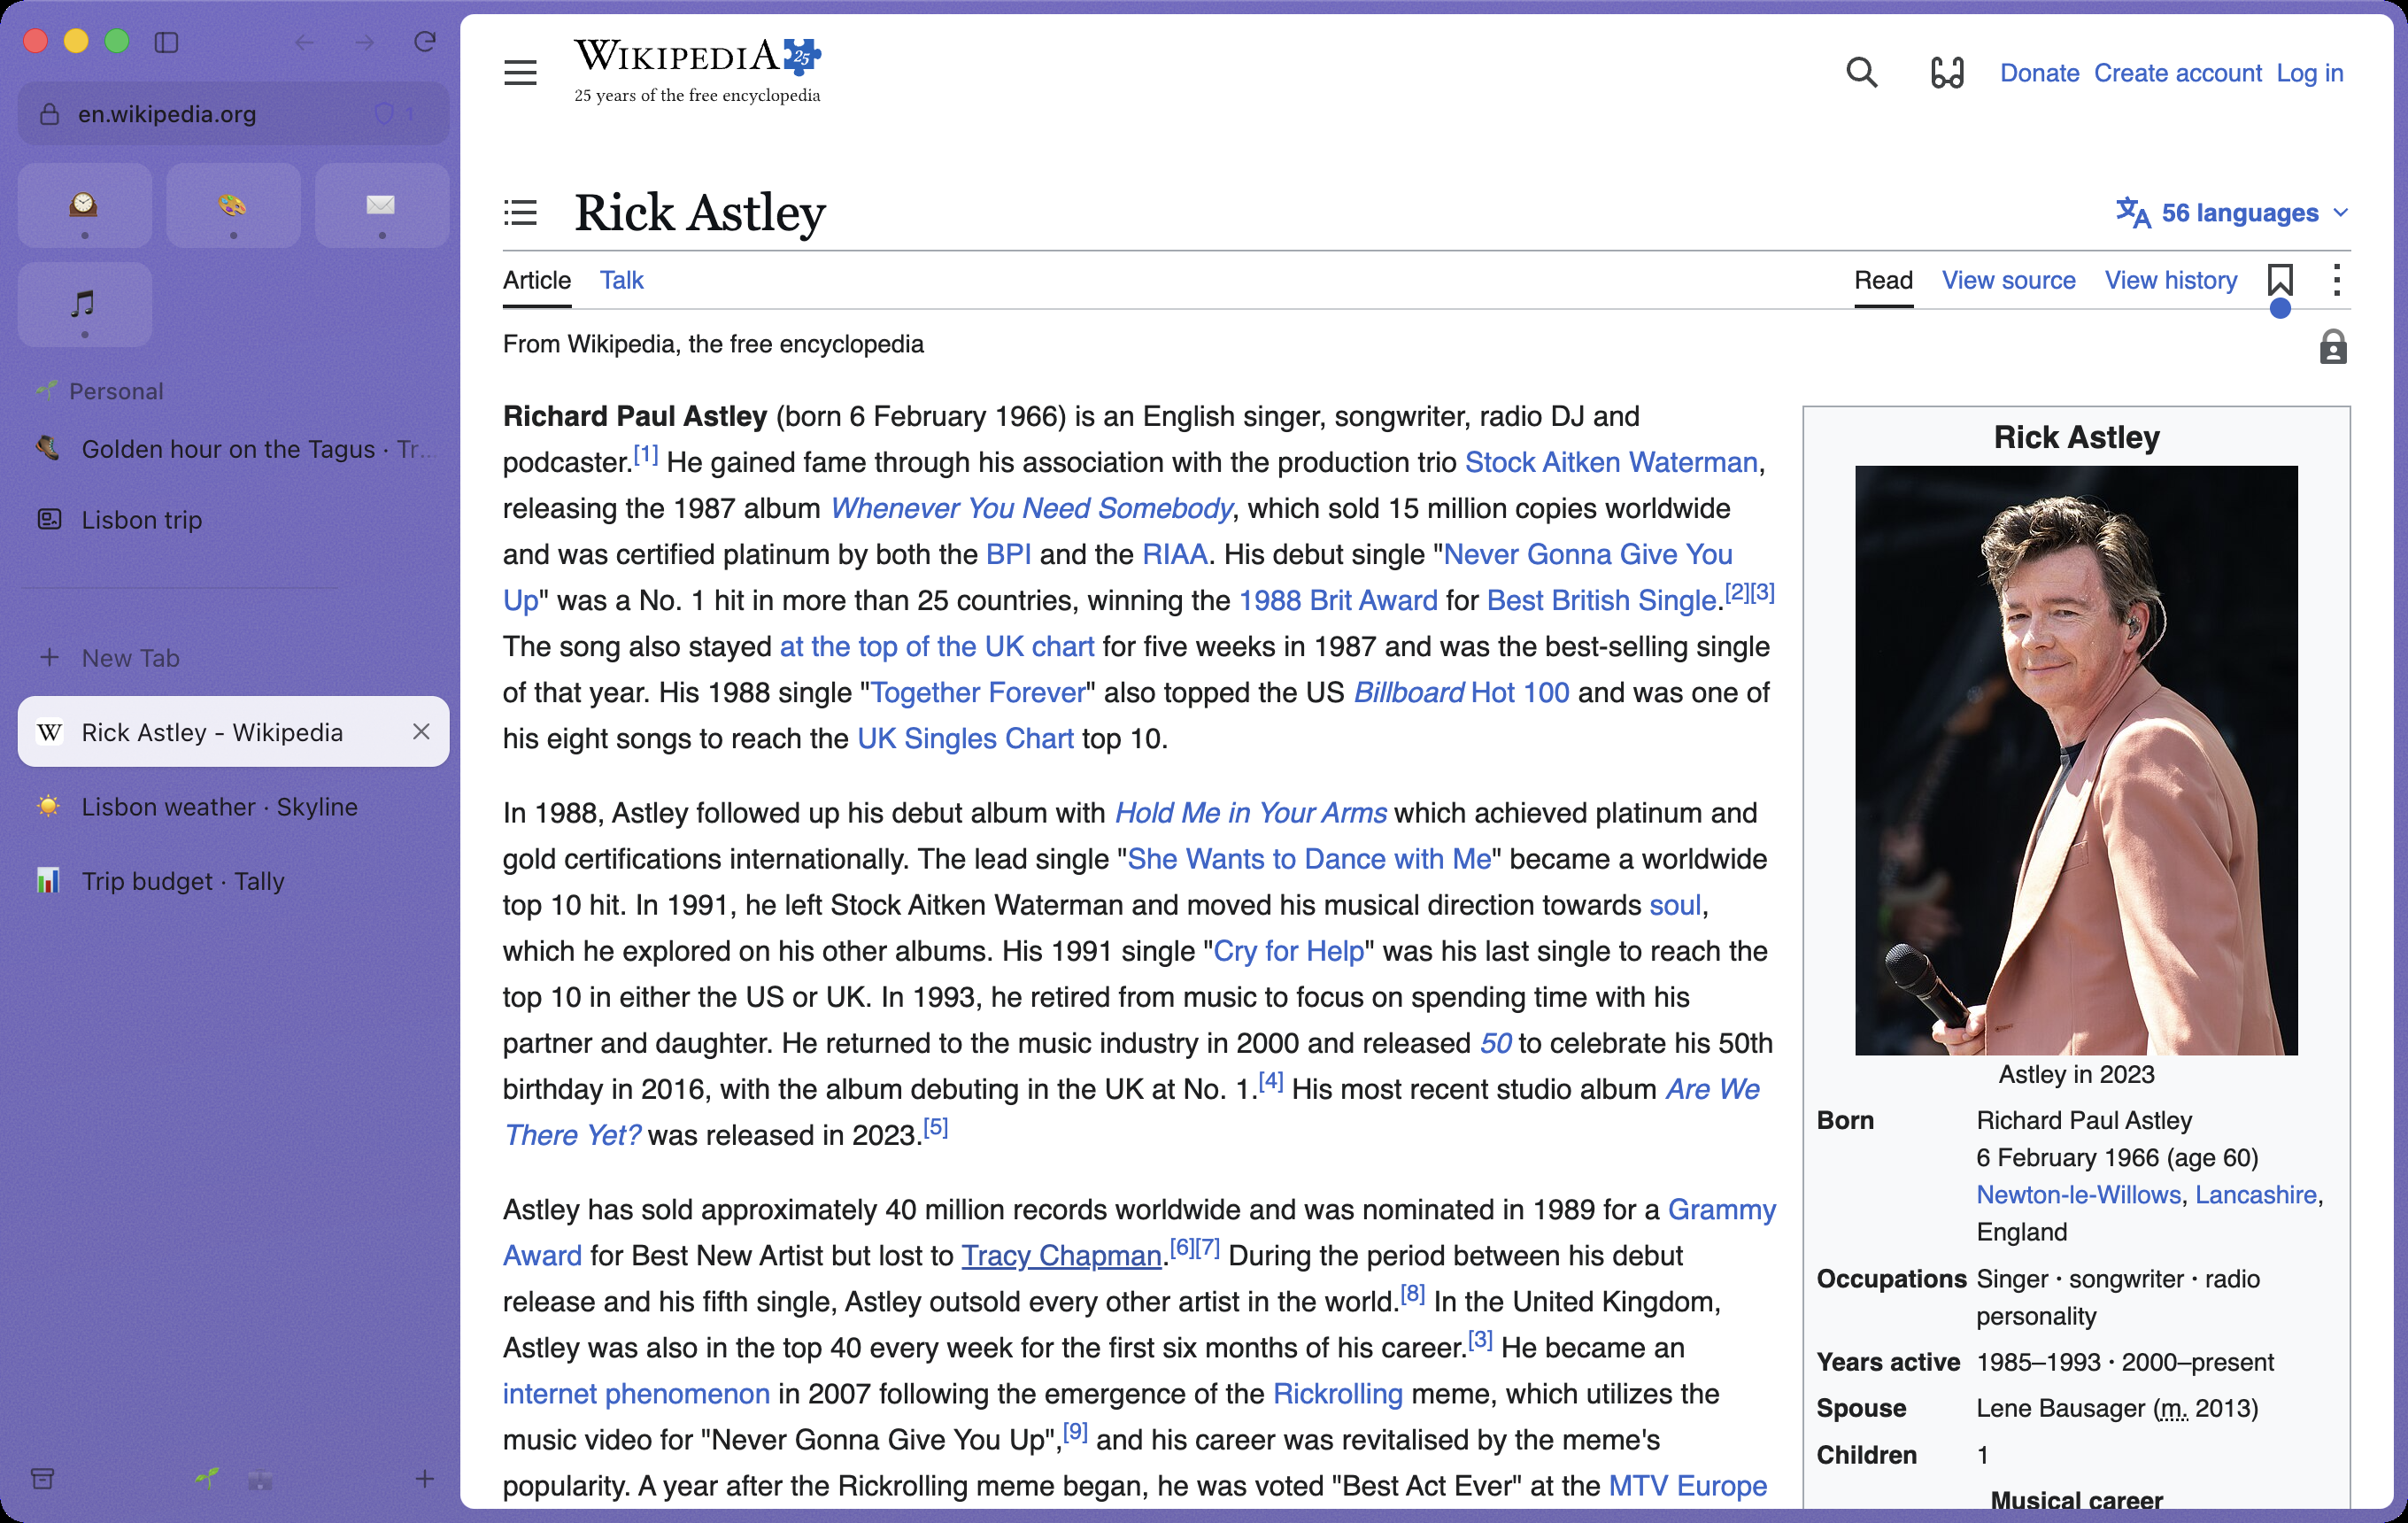 en.wikipedia.org
1
Personal
Golden hour on the Tagus · Tr...
Lisbon trip
New Tab
W Rick Astley - Wikipedia
Lisbon weather · Skyline
Trip budget · Tally
WIKIPEDIA 25
25 years of the free encyclopedia
Donate Create account Log in
Rick Astley
56 languages
Article Talk
Read View source View history
From Wikipedia, the free encyclopedia
Richard Paul Astley (born 6 February 1966) is an English singer, songwriter, radio DJ and
podcaster.[1] He gained fame through his association with the production trio Stock Aitken Waterman,
releasing the 1987 album Whenever You Need Somebody, which sold 15 million copies worldwide
and was certified platinum by both the BPI and the RIAA. His debut single "Never Gonna Give You
Up" was a No. 1 hit in more than 25 countries, winning the 1988 Brit Award for Best British Single.[2][3]
The song also stayed at the top of the UK chart for five weeks in 1987 and was the best-selling single
of that year. His 1988 single "Together Forever" also topped the US Billboard Hot 100 and was one of
his eight songs to reach the UK Singles Chart top 10.
In 1988, Astley followed up his debut album with Hold Me in Your Arms which achieved platinum and
gold certifications internationally. The lead single "She Wants to Dance with Me" became a worldwide
top 10 hit. In 1991, he left Stock Aitken Waterman and moved his musical direction towards soul,
which he explored on his other albums. His 1991 single "Cry for Help" was his last single to reach the
top 10 in either the US or UK. In 1993, he retired from music to focus on spending time with his
partner and daughter. He returned to the music industry in 2000 and released 50 to celebrate his 50th
birthday in 2016, with the album debuting in the UK at No. 1.[4] His most recent studio album Are We
There Yet? was released in 2023.[5]
Astley has sold approximately 40 million records worldwide and was nominated in 1989 for a Grammy
Award for Best New Artist but lost to Tracy Chapman.[6][7] During the period between his debut
release and his fifth single, Astley outsold every other artist in the world.[8] In the United Kingdom,
Astley was also in the top 40 every week for the first six months of his career.[3] He became an
internet phenomenon in 2007 following the emergence of the Rickrolling meme, which utilizes the
music video for "Never Gonna Give You Up",[9] and his career was revitalised by the meme's
popularity. A year after the Rickrolling meme began, he was voted "Best Act Ever" at the MTV Europe
Rick Astley
Astley in 2023
Born Richard Paul Astley
6 February 1966 (age 60)
Newton-le-Willows, Lancashire,
England
Occupations Singer · songwriter · radio
personality
Years active 1985–1993 · 2000–present
Spouse Lene Bausager (m. 2013)
Children 1
Musical career